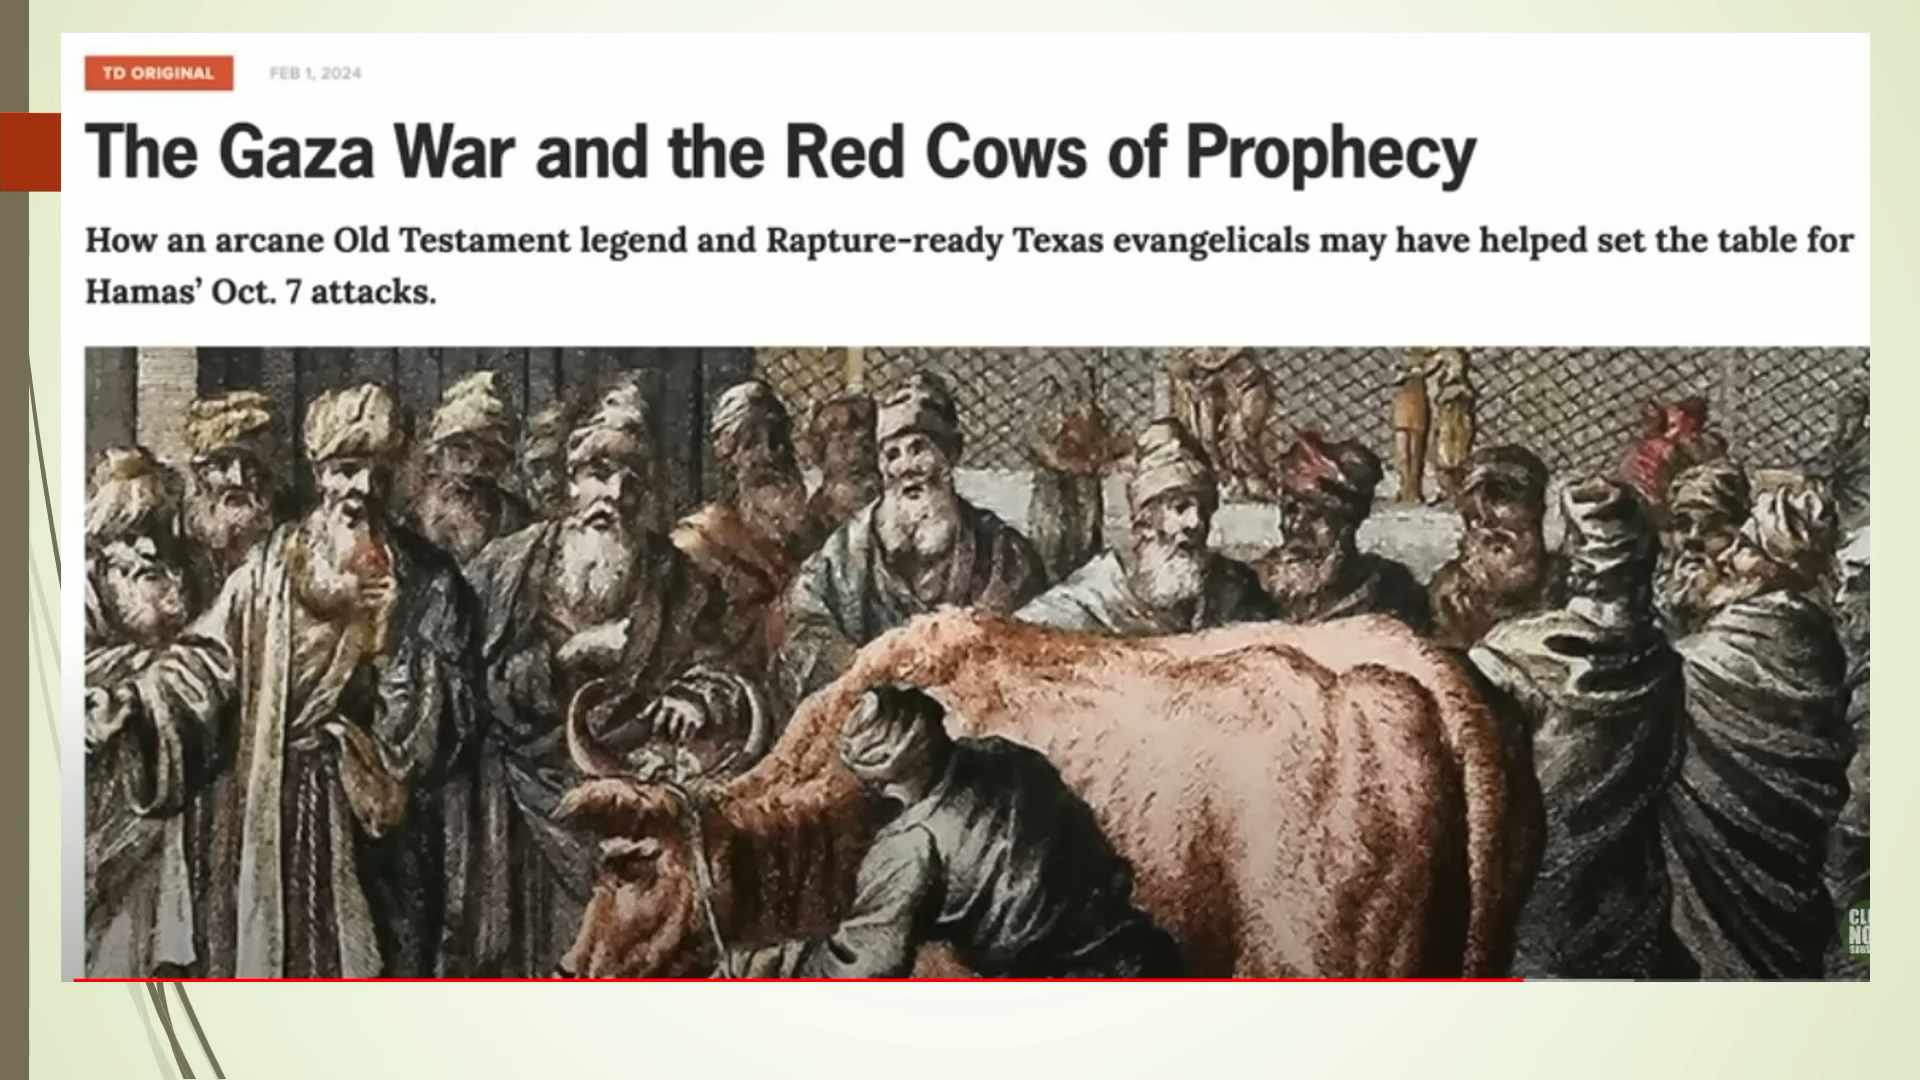 TD ORIGINAL
FEB 1, 2024
The Gaza War and the Red Cows of Prophecy
How an arcane Old Testament legend and Rapture-ready Texas evangelicals may have helped set the table for
Hamas’ Oct. 7 attacks.